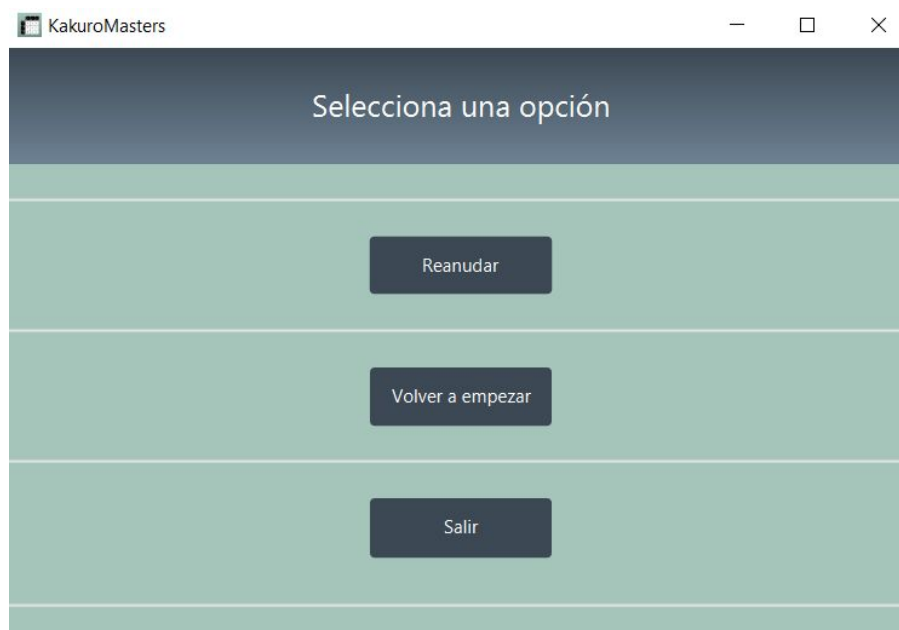 KakuroMasters
Selecciona una opción
Reanudar
Volver a empezar
Salir